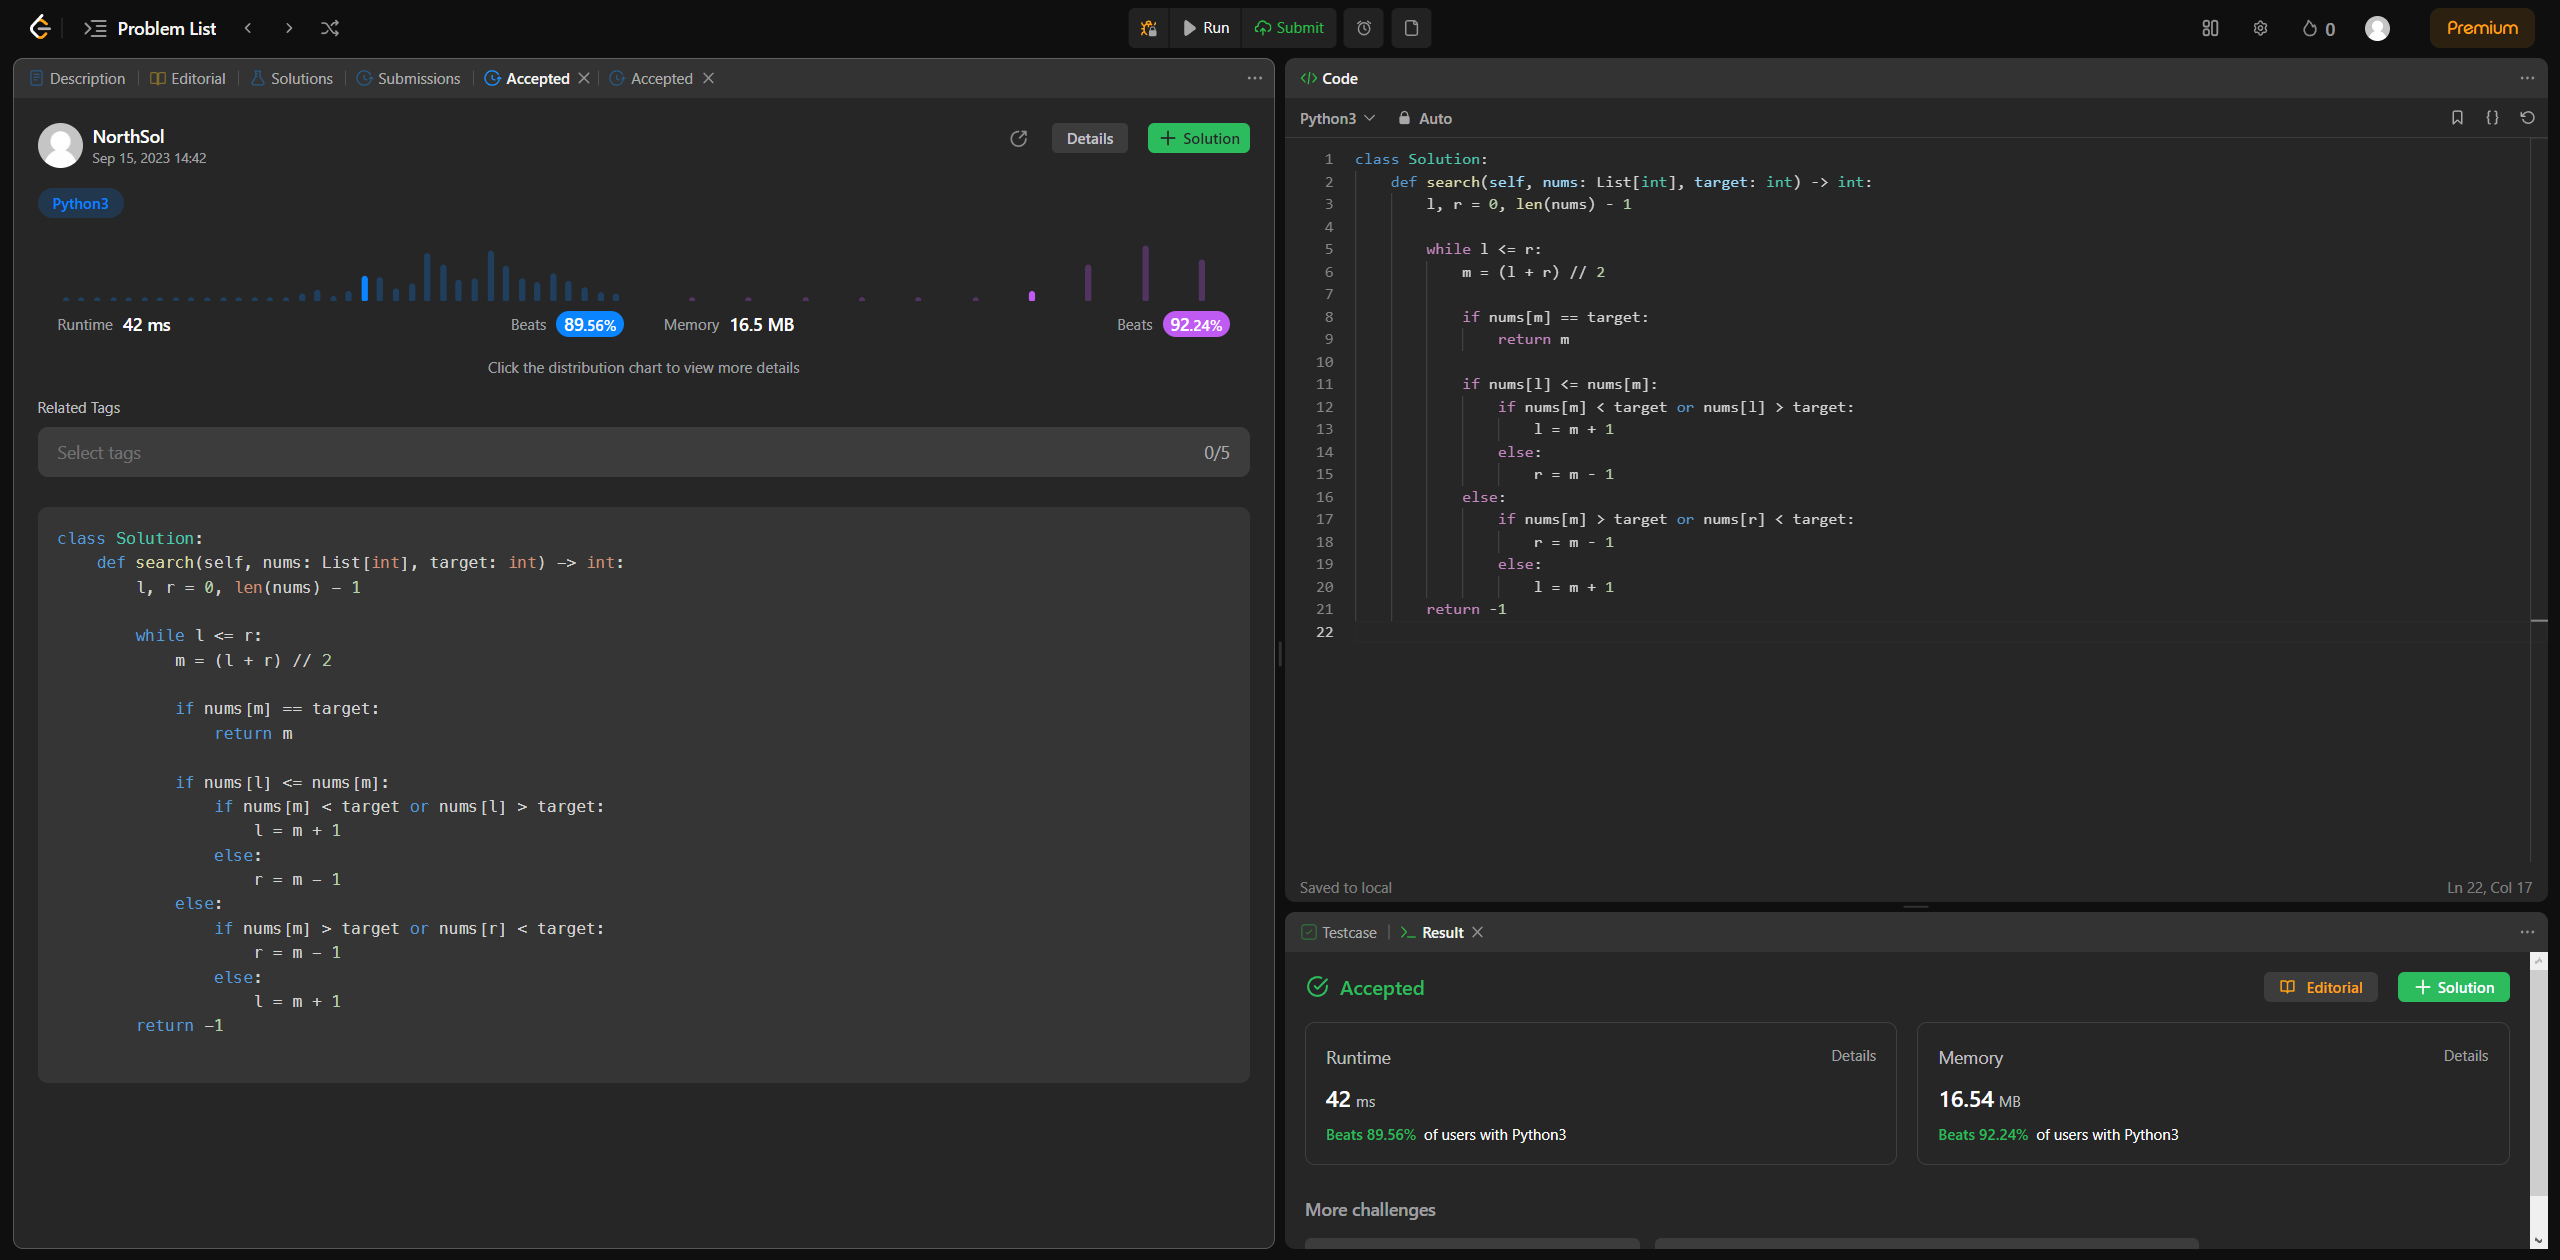 Problem List
Run
Submit
0
Premium
Description
Editorial
Solutions
Submissions
Accepted
Accepted
NorthSol
Sep 15, 2023 14:42
Details
+ Solution
Python3
Runtime 42 ms
Beats 89.56%
Memory 16.5 MB
Beats 92.24%
Click the distribution chart to view more details
Related Tags
Select tags
0/5
class Solution:
    def search(self, nums: List[int], target: int) -> int:
        l, r = 0, len(nums) - 1

        while l <= r:
            m = (l + r) // 2

            if nums[m] == target:
                return m

            if nums[l] <= nums[m]:
                if nums[m] < target or nums[l] > target:
                    l = m + 1
                else:
                    r = m - 1
            else:
                if nums[m] > target or nums[r] < target:
                    r = m - 1
                else:
                    l = m + 1
        return -1
</> Code
Python3
Auto
{}
1 class Solution:
2     def search(self, nums: List[int], target: int) -> int:
3         l, r = 0, len(nums) - 1
4
5         while l <= r:
6             m = (l + r) // 2
7
8             if nums[m] == target:
9                 return m
10
11             if nums[l] <= nums[m]:
12                 if nums[m] < target or nums[l] > target:
13                     l = m + 1
14                 else:
15                     r = m - 1
16             else:
17                 if nums[m] > target or nums[r] < target:
18                     r = m - 1
19                 else:
20                     l = m + 1
21         return -1
22
Saved to local
Ln 22, Col 17
Testcase
Result
Accepted
Editorial
+ Solution
Runtime
Details
42 ms
Beats 89.56% of users with Python3
Memory
Details
16.54 MB
Beats 92.24% of users with Python3
More challenges